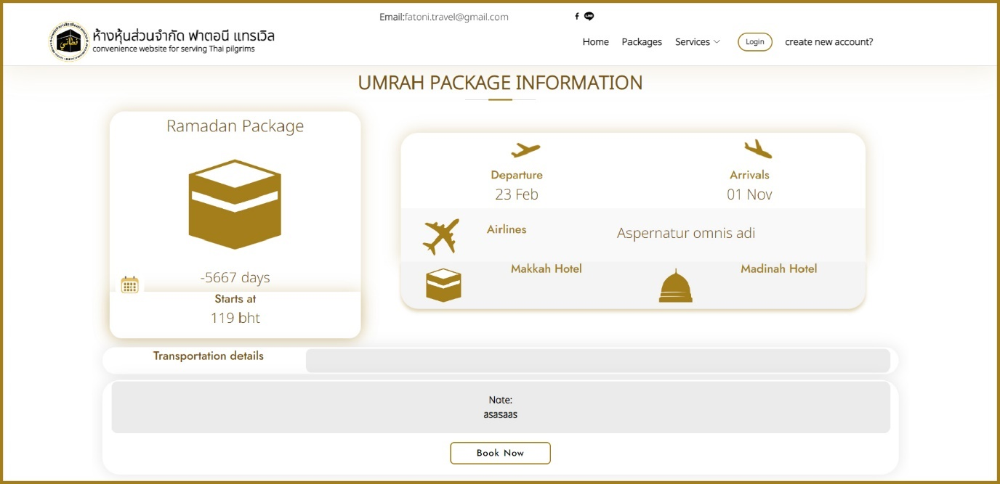 Email:fatoni.travel@gmail.com
ห้างหุ้นส่วนจำกัด ฟาตอนี แทรเวิล
convenience website for serving Thai pilgrims
Home Packages Services Login create new account?
UMRAH PACKAGE INFORMATION
Ramadan Package
-5667 days
Starts at
119 bht
Departure
23 Feb
Arrivals
01 Nov
Airlines
Aspernatur omnis adi
Makkah Hotel
Madinah Hotel
Transportation details
Note:
asasaas
Book Now